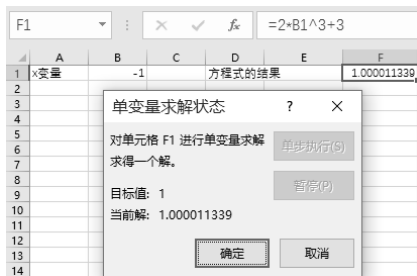 F1 fx =2*B1^3+3
A B C D E F
1 x变量 -1 方程式的结果 1.000011339
2
3
4
5
6
7
8
9
10
11
12
13
14
单变量求解状态 ? ×
对单元格 F1 进行单变量求解
求得一个解。
单步执行(S)
暂停(P)
目标值: 1
当前解: 1.000011339
确定 取消